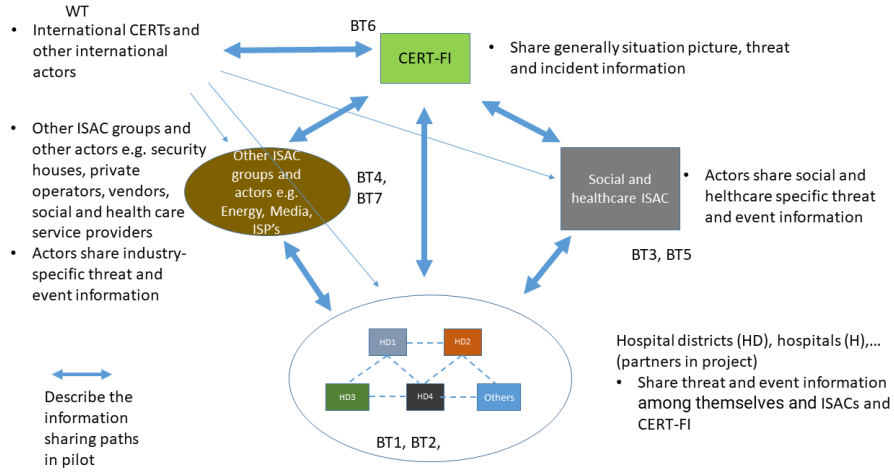 WT
• International CERTs and
other international
actors
BT6
CERT-FI
• Share generally situation picture, threat
and incident information
• Other ISAC groups and
other actors e.g. security
houses, private
operators, vendors,
social and health care
service providers
• Actors share industry-
specific threat and
event information
Other ISAC
groups and
actors e.g.
Energy, Media,
ISP's
BT4,
BT7
Social and
healthcare ISAC
• Actors share social and
helthcare specific threat
and event information
BT3, BT5
HD1
HD2
HD3
HD4
Others
BT1, BT2,
Hospital districts (HD), hospitals (H),...
(partners in project)
• Share threat and event information
among themselves and ISACs and
CERT-FI
Describe the
information
sharing paths
in pilot